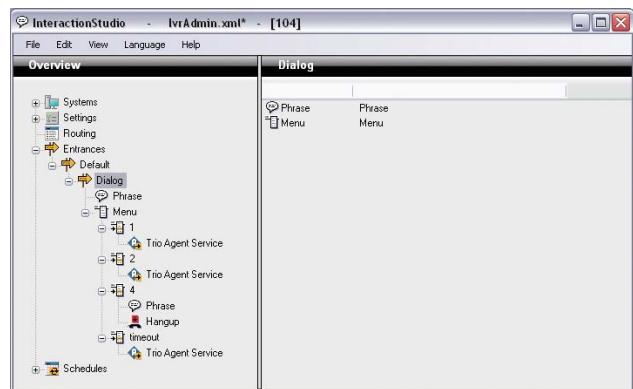 InteractionStudio - IvrAdmin.xml* - [104]
File Edit View Language Help
Overview
Dialog
Systems
Settings
Routing
Entrances
Default
Dialog
Phrase
Menu
1
Trio Agent Service
2
Trio Agent Service
4
Phrase
Hangup
timeout
Trio Agent Service
Schedules
Phrase Phrase
Menu Menu